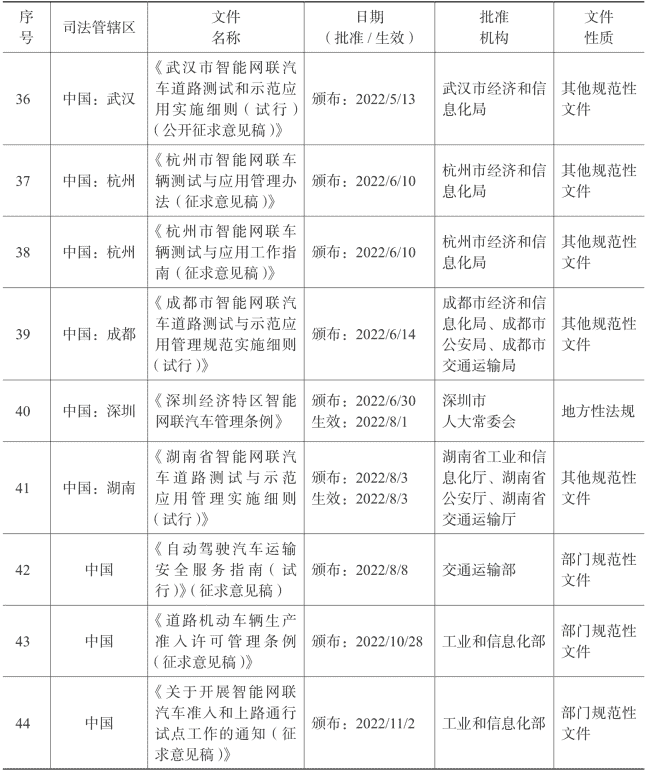 序号
司法管辖区
文件
名称
日期
（批准/生效）
批准
机构
文件
性质
36
中国：武汉
《武汉市智能网联汽
车道路测试和示范应
用实施细则（试行）
（公开征求意见稿）》
颁布：2022/5/13
武汉市经济和信
息化局
其他规范性
文件
37
中国：杭州
《杭州市智能网联车
辆测试与应用管理办
法（征求意见稿）》
颁布：2022/6/10
杭州市经济和信
息化局
其他规范性
文件
38
中国：杭州
《杭州市智能网联车
辆测试与应用工作指
南（征求意见稿）》
颁布：2022/6/10
杭州市经济和信
息化局
其他规范性
文件
39
中国：成都
《成都市智能网联汽
车道路测试与示范应
用管理规范实施细则
（试行）》
颁布：2022/6/14
成都市经济和信
息化局、成都市
公安局、成都市
交通运输局
其他规范性
文件
40
中国：深圳
《深圳经济特区智能
网联汽车管理条例》
颁布：2022/6/30
生效：2022/8/1
深圳市
人大常委会
地方性法规
41
中国：湖南
《湖南省智能网联汽
车道路测试与示范
应用管理实施细则
（试行）》
颁布：2022/8/3
生效：2022/8/3
湖南省工业和信
息化厅、湖南省
公安厅、湖南省
交通运输厅
其他规范性
文件
42
中国
《自动驾驶汽车运输
安全服务指南（试
行）》（征求意见稿）
颁布：2022/8/8
交通运输部
部门规范性
文件
43
中国
《道路机动车辆生产
准入许可管理条例
（征求意见稿）》
颁布：2022/10/28
工业和信息化部
部门规范性
文件
44
中国
《关于开展智能网联
汽车准入和上路通行
试点工作的通知（征
求意见稿）》
颁布：2022/11/2
工业和信息化部
部门规范性
文件